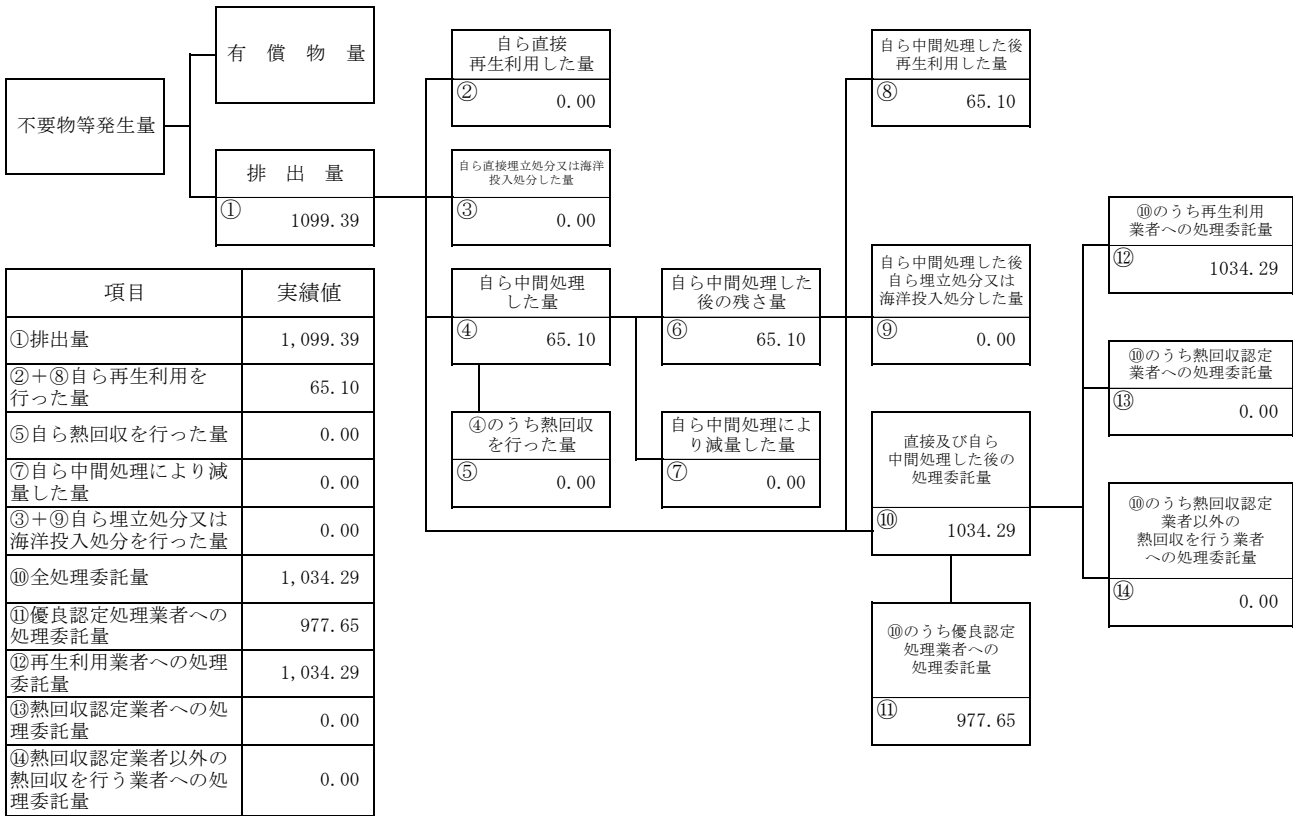 有 償 物 量
不要物等発生量
排 出 量
① 1099.39
自ら直接
再生利用した量
② 0.00
自ら直接埋立処分又は海洋
投入処分した量
③ 0.00
自ら中間処理
した量
④ 65.10
④のうち熱回収
を行った量
⑤ 0.00
自ら中間処理した
後の残さ量
⑥ 65.10
自ら中間処理によ
り減量した量
⑦ 0.00
自ら中間処理した後
再生利用した量
⑧ 65.10
自ら中間処理した後
自ら埋立処分又は
海洋投入処分した量
⑨ 0.00
直接及び自ら
中間処理した後の
処理委託量
⑩ 1034.29
⑩のうち優良認定
処理業者への
処理委託量
⑪ 977.65
⑩のうち再生利用
業者への処理委託量
⑫ 1034.29
⑩のうち熱回収認定
業者への処理委託量
⑬ 0.00
⑩のうち熱回収認定
業者以外の
熱回収を行う業者
への処理委託量
⑭ 0.00
項目 実績値
①排出量 1,099.39
②+⑧自ら再生利用を
行った量 65.10
⑤自ら熱回収を行った量 0.00
⑦自ら中間処理により減
量した量 0.00
③+⑨自ら埋立処分又は
海洋投入処分を行った量 0.00
⑩全処理委託量 1,034.29
⑪優良認定処理業者への
処理委託量 977.65
⑫再生利用業者への処理
委託量 1,034.29
⑬熱回収認定業者への処
理委託量 0.00
⑭熱回収認定業者以外の
熱回収を行う業者への処
理委託量 0.00